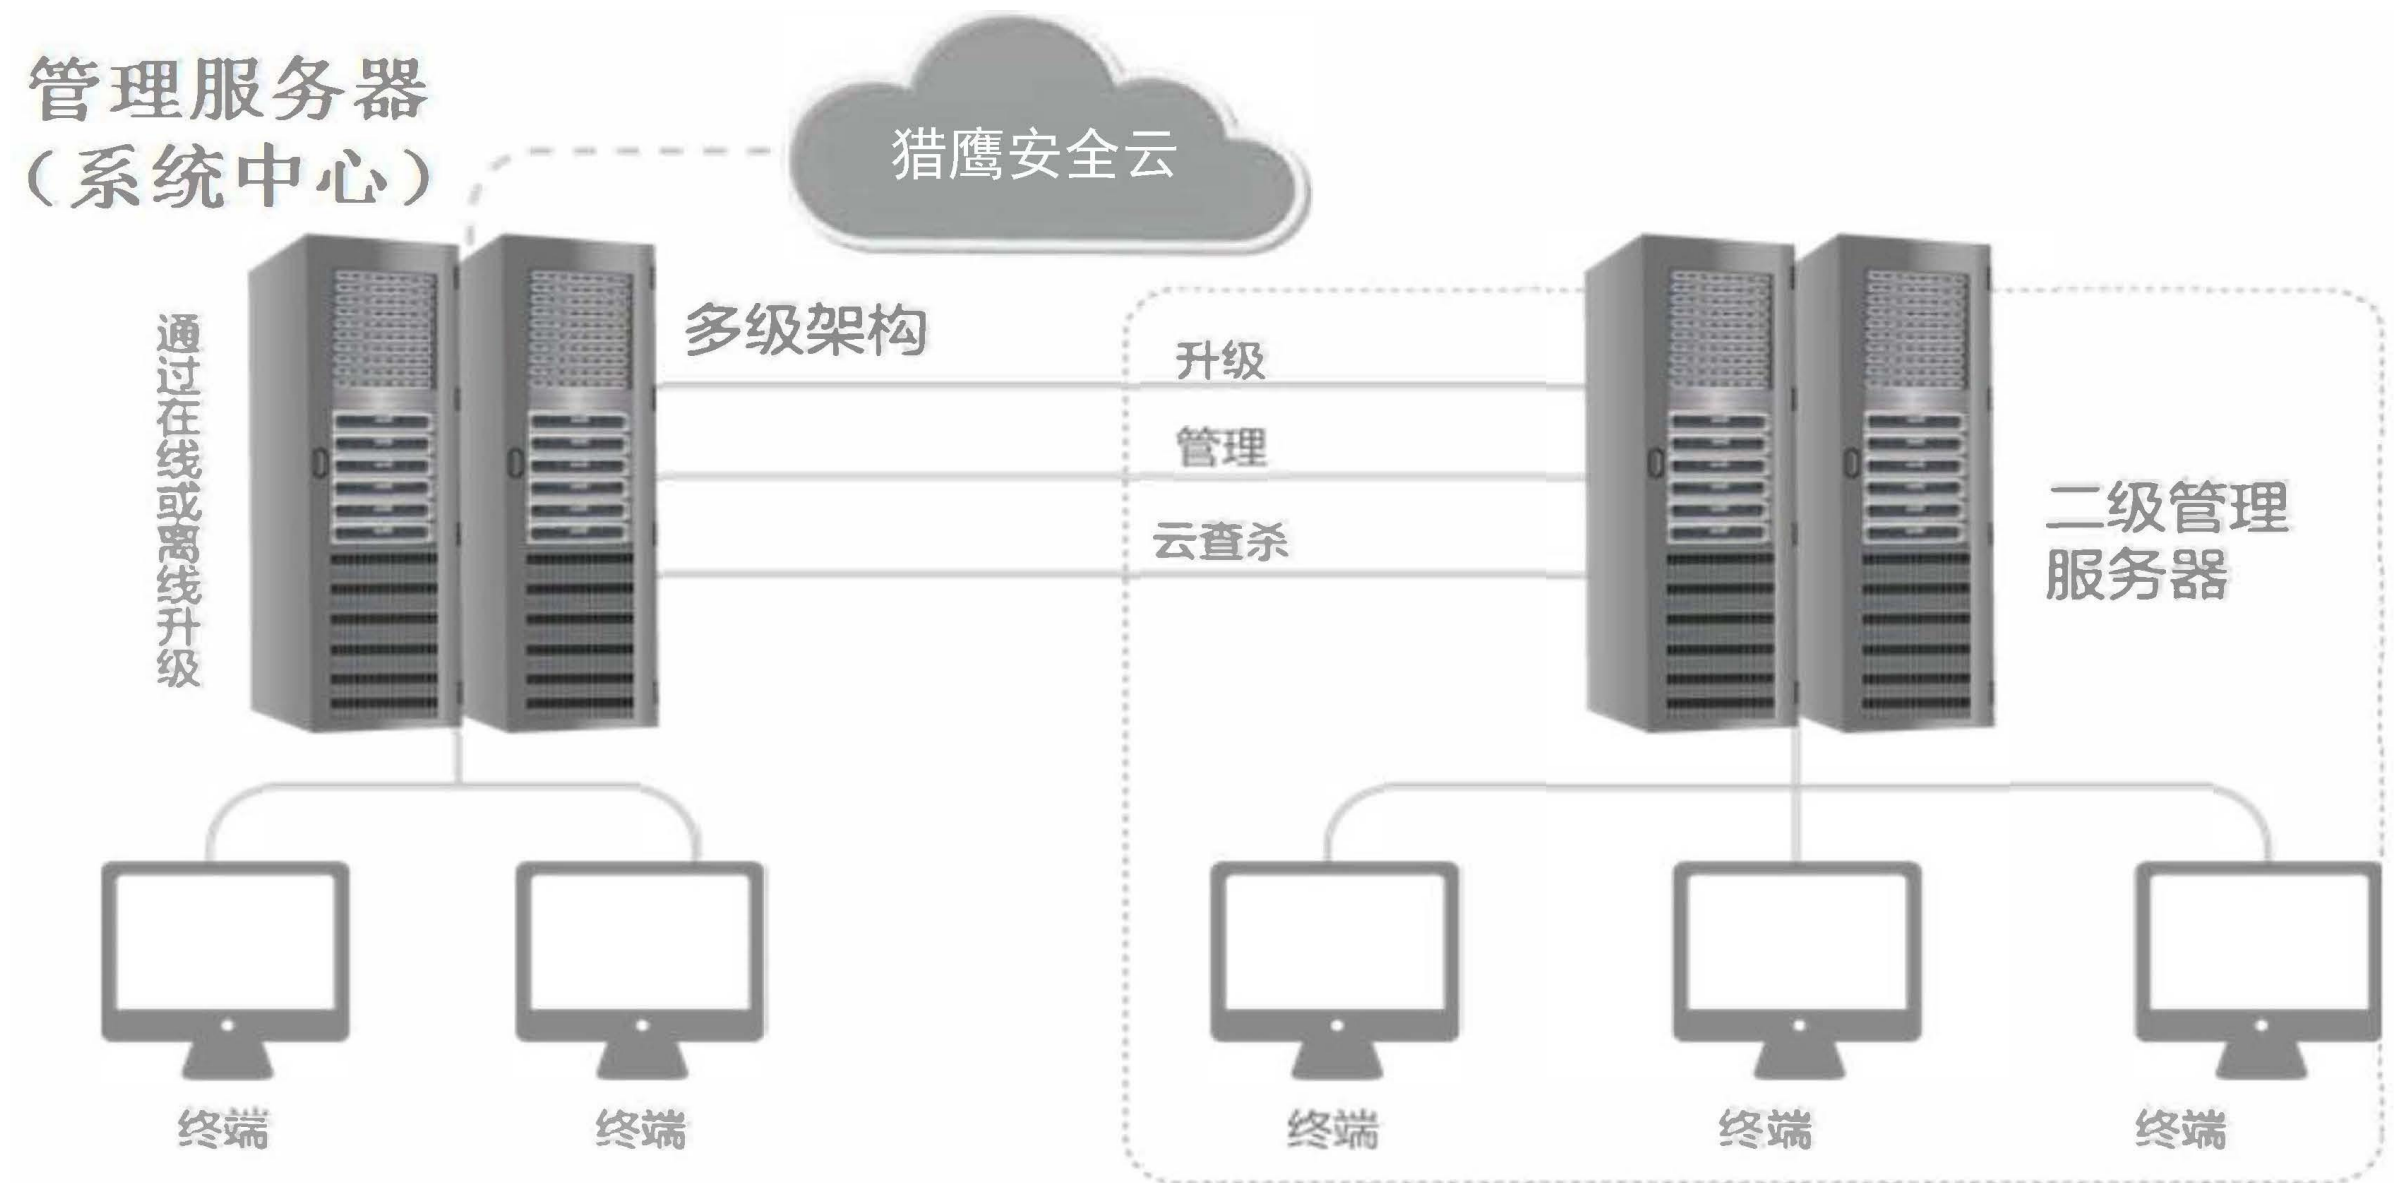 管理服务器
（系统中心）
猎鹰安全云
通过在线或离线升级
多级架构
升级
管理
云查杀
二级管理
服务器
终端
终端
终端
终端
终端